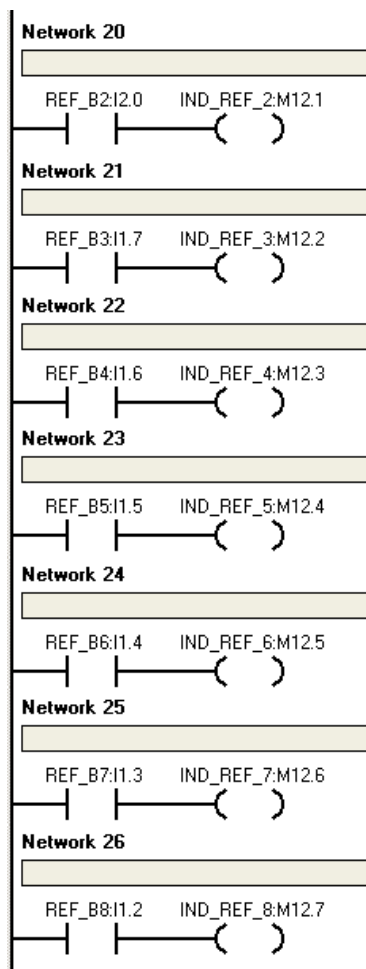 Network 20
REF_B2:I2.0 IND_REF_2:M12.1
Network 21
REF_B3:I1.7 IND_REF_3:M12.2
Network 22
REF_B4:I1.6 IND_REF_4:M12.3
Network 23
REF_B5:I1.5 IND_REF_5:M12.4
Network 24
REF_B6:I1.4 IND_REF_6:M12.5
Network 25
REF_B7:I1.3 IND_REF_7:M12.6
Network 26
REF_B8:I1.2 IND_REF_8:M12.7